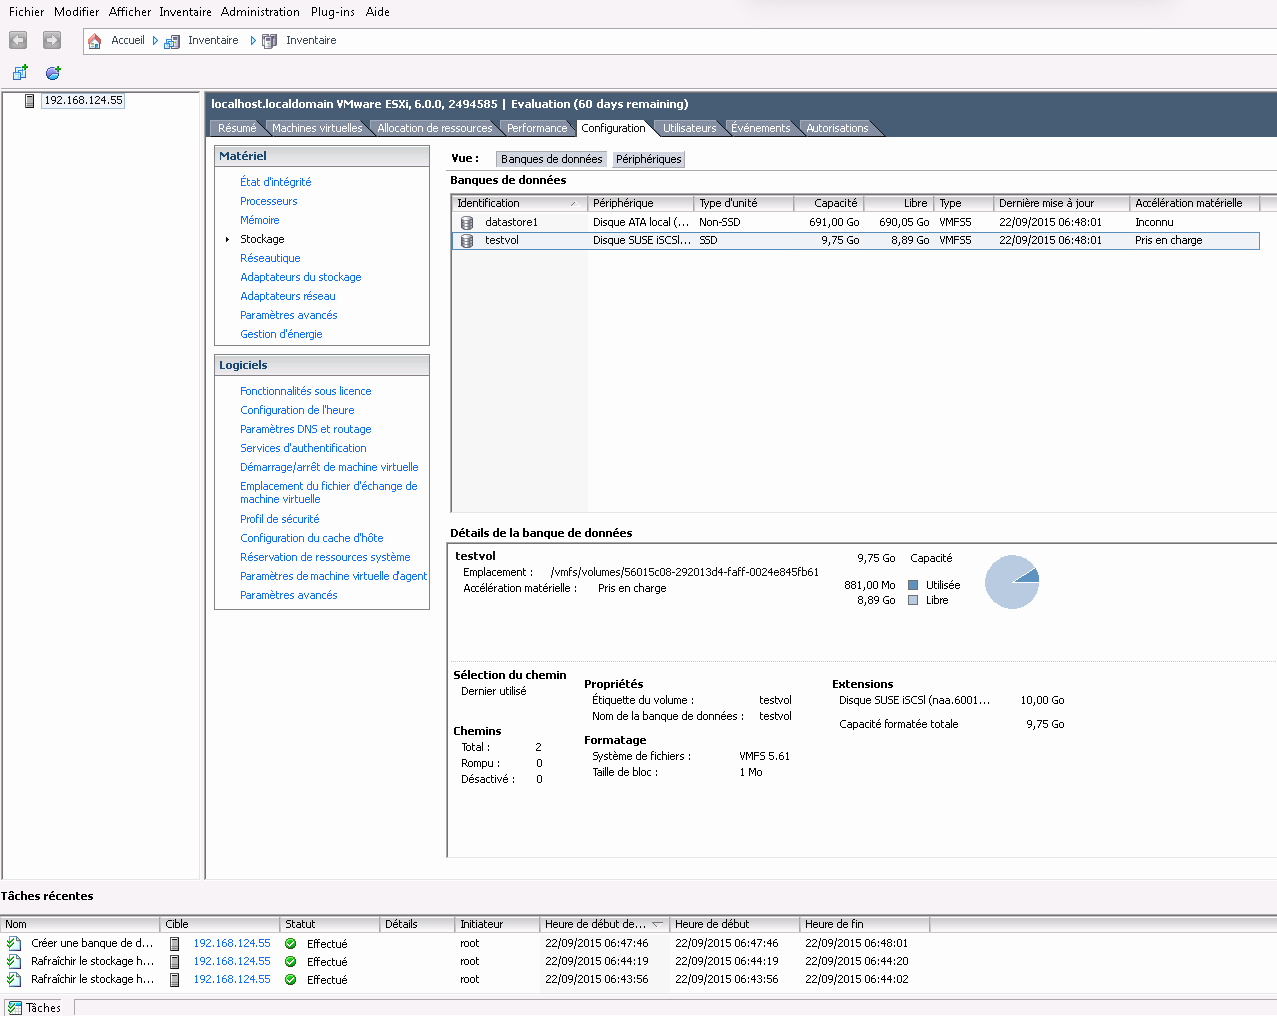 Fichier Modifier Afficher Inventaire Administration Plug-ins Aide
Accueil Inventaire Inventaire
192.168.124.55
localhost.localdomain VMware ESXi, 6.0.0, 2494585 | Evaluation (60 days remaining)
Résumé Machines virtuelles Allocation de ressources Performance Configuration Utilisateurs Événements Autorisations
Matériel
État d'intégrité
Processeurs
Mémoire
Stockage
Réseautique
Adaptateurs du stockage
Adaptateurs réseau
Paramètres avancés
Gestion d'énergie
Logiciels
Fonctionnalités sous licence
Configuration de l'heure
Paramètres DNS et routage
Services d'authentification
Démarrage/arrêt de machine virtuelle
Emplacement du fichier d'échange de
machine virtuelle
Profil de sécurité
Configuration du cache d'hôte
Réservation de ressources système
Paramètres de machine virtuelle d'agent
Paramètres avancés
Vue : Banques de données Périphériques
Banques de données
Identification Périphérique Type d'unité Capacité Libre Type Dernière mise à jour Accélération matérielle
datastore1 Disque ATA local (... Non-SSD 691,00 Go 690,05 Go VMFS5 22/09/2015 06:48:01 Inconnu
testvol Disque SUSE iSCSI... SSD 9,75 Go 8,89 Go VMFS5 22/09/2015 06:48:01 Pris en charge
Détails de la banque de données
testvol 9,75 Go Capacité
Emplacement : /vmfs/volumes/56015c08-292013d4-faff-0024e845fb61
Accélération matérielle : Pris en charge
881,00 Mo Utilisée
8,89 Go Libre
Sélection du chemin
Dernier utilisé
Chemins
Total : 2
Rompu : 0
Désactivé : 0
Propriétés
Étiquette du volume : testvol
Nom de la banque de données : testvol
Formatage
Système de fichiers : VMFS 5.61
Taille de bloc : 1 Mo
Extensions
Disque SUSE iSCSI (naa.6001... 10,00 Go
Capacité formatée totale 9,75 Go
Tâches récentes
Nom Cible Statut Détails Initiateur Heure de début de... Heure de début Heure de fin
Créer une banque de d... 192.168.124.55 Effectué root 22/09/2015 06:47:46 22/09/2015 06:47:46 22/09/2015 06:48:01
Rafraîchir le stockage h... 192.168.124.55 Effectué root 22/09/2015 06:44:19 22/09/2015 06:44:19 22/09/2015 06:44:20
Rafraîchir le stockage h... 192.168.124.55 Effectué root 22/09/2015 06:43:56 22/09/2015 06:43:56 22/09/2015 06:44:02
Tâches